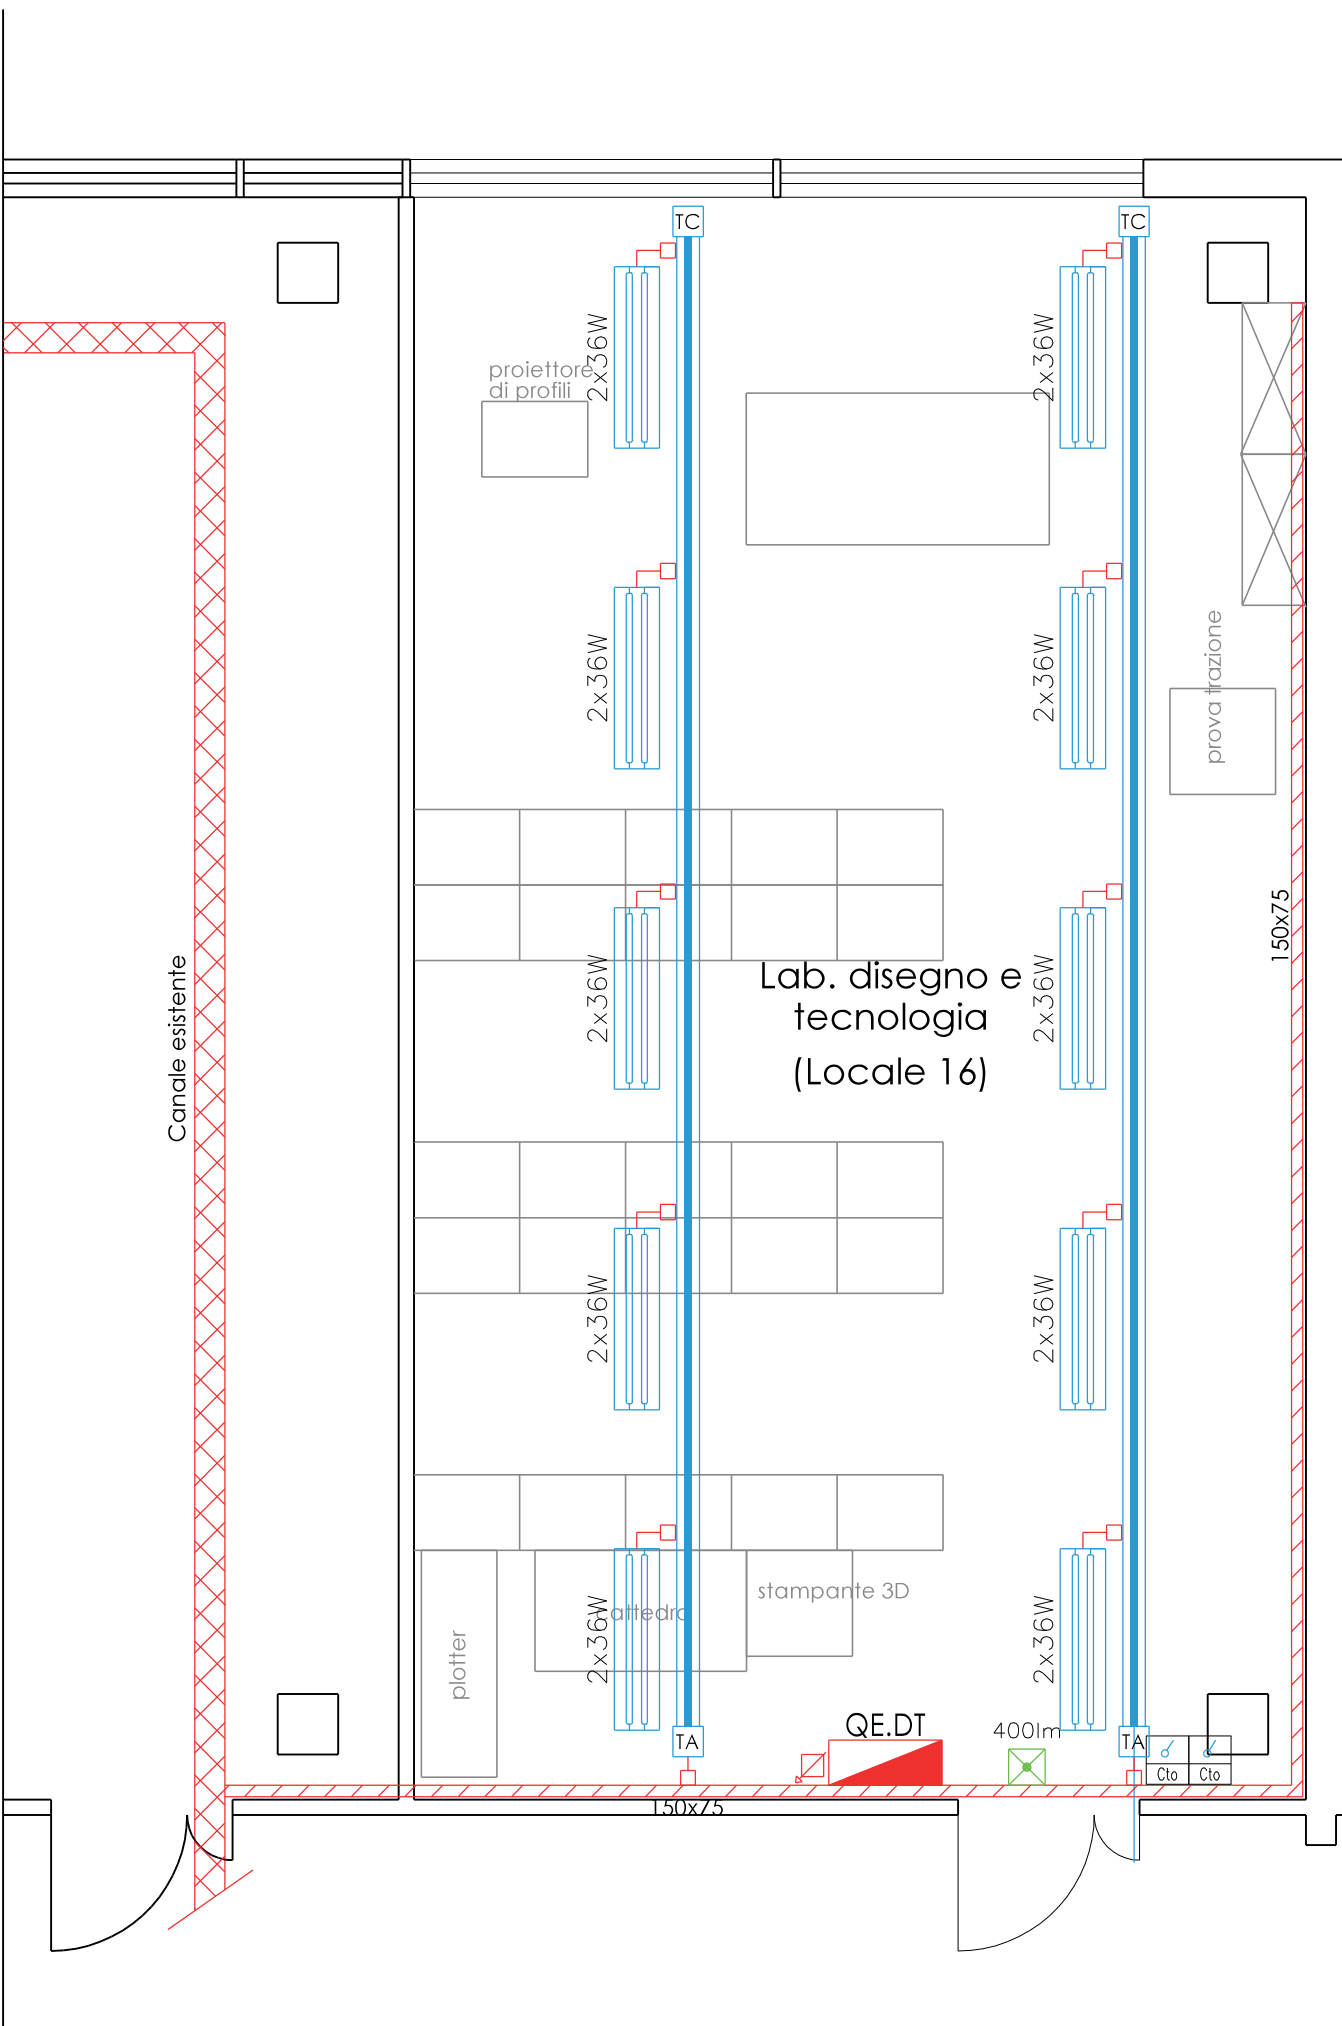 TC
TC
2x36W
2x36W
proiettore
di profili
2x36W
2x36W
prova trazione
150x75
Canale esistente
2x36W
2x36W
Lab. disegno e
tecnologia
(Locale 16)
2x36W
2x36W
stampante 3D
cattedra
2x36W
2x36W
plotter
QE.DT
400lm
TA
TA
Cto
Cto
150x75